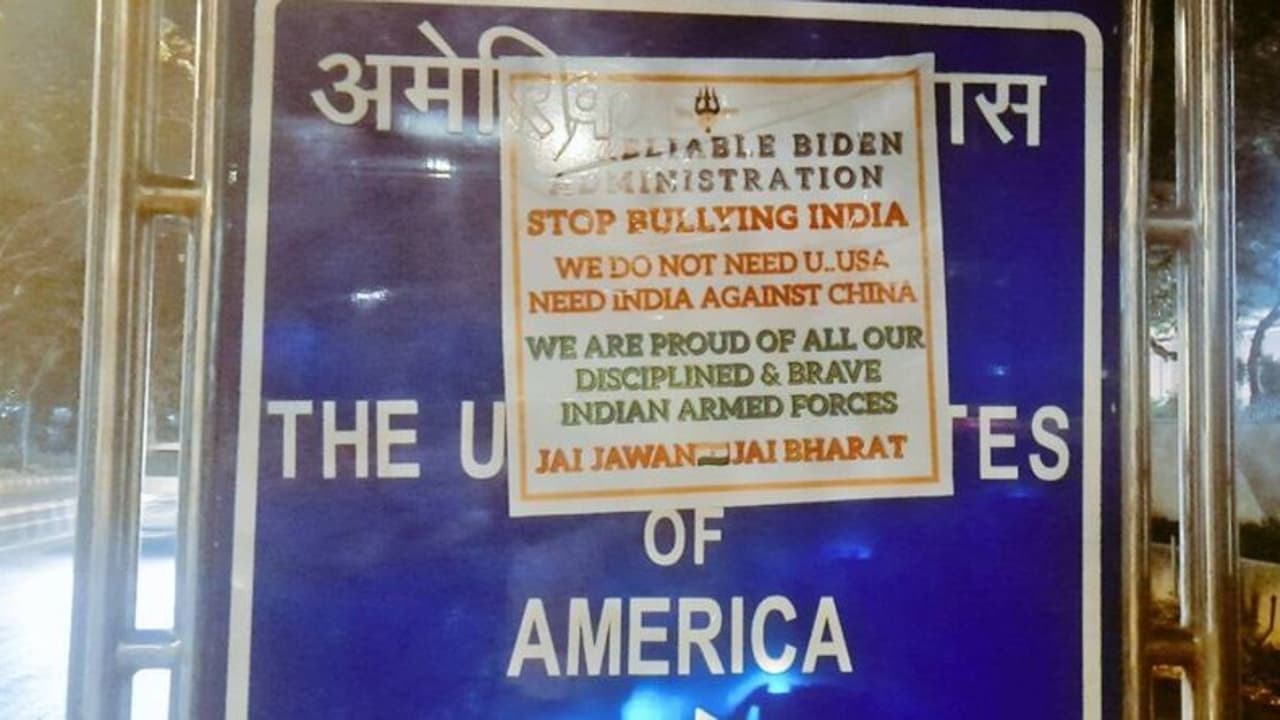 RELIABLE BIDEN
ADMINISTRATION
STOP BULLYING INDIA
WE DO NOT NEED U..USA
NEED INDIA AGAINST CHINA
WE ARE PROUD OF ALL OUR
DISCIPLINED & BRAVE
INDIAN ARMED FORCES
JAI JAWAN JAI BHARAT
THE
OF
AMERICA